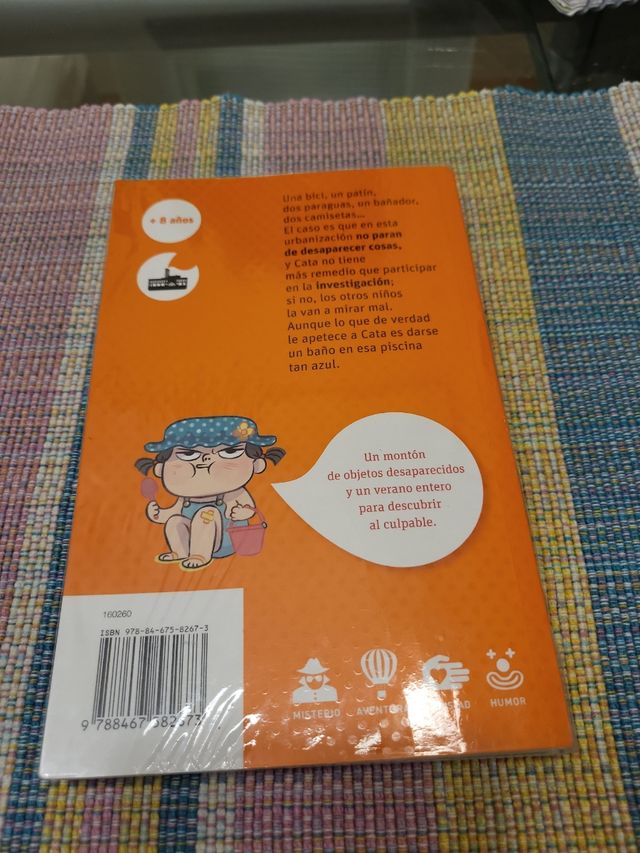 + 8 años
Una bici, un patín,
dos paraguas, un bañador,
dos camisetas...
El caso es que en esta
urbanización no paran
de desaparecer cosas,
y Cata no tiene
más remedio que participar
en la investigación;
si no, los otros niños
la van a mirar mal.
Aunque lo que de verdad
le apetece a Cata es darse
un baño en esa piscina
tan azul.
Un montón
de objetos desaparecidos
y un verano entero
para descubrir
al culpable.
160260
ISBN 978-84-675-8267-3
MISTERIO
HUMOR